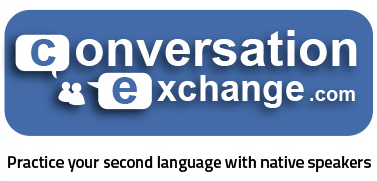 conversation
exchange.com
Practice your second language with native speakers